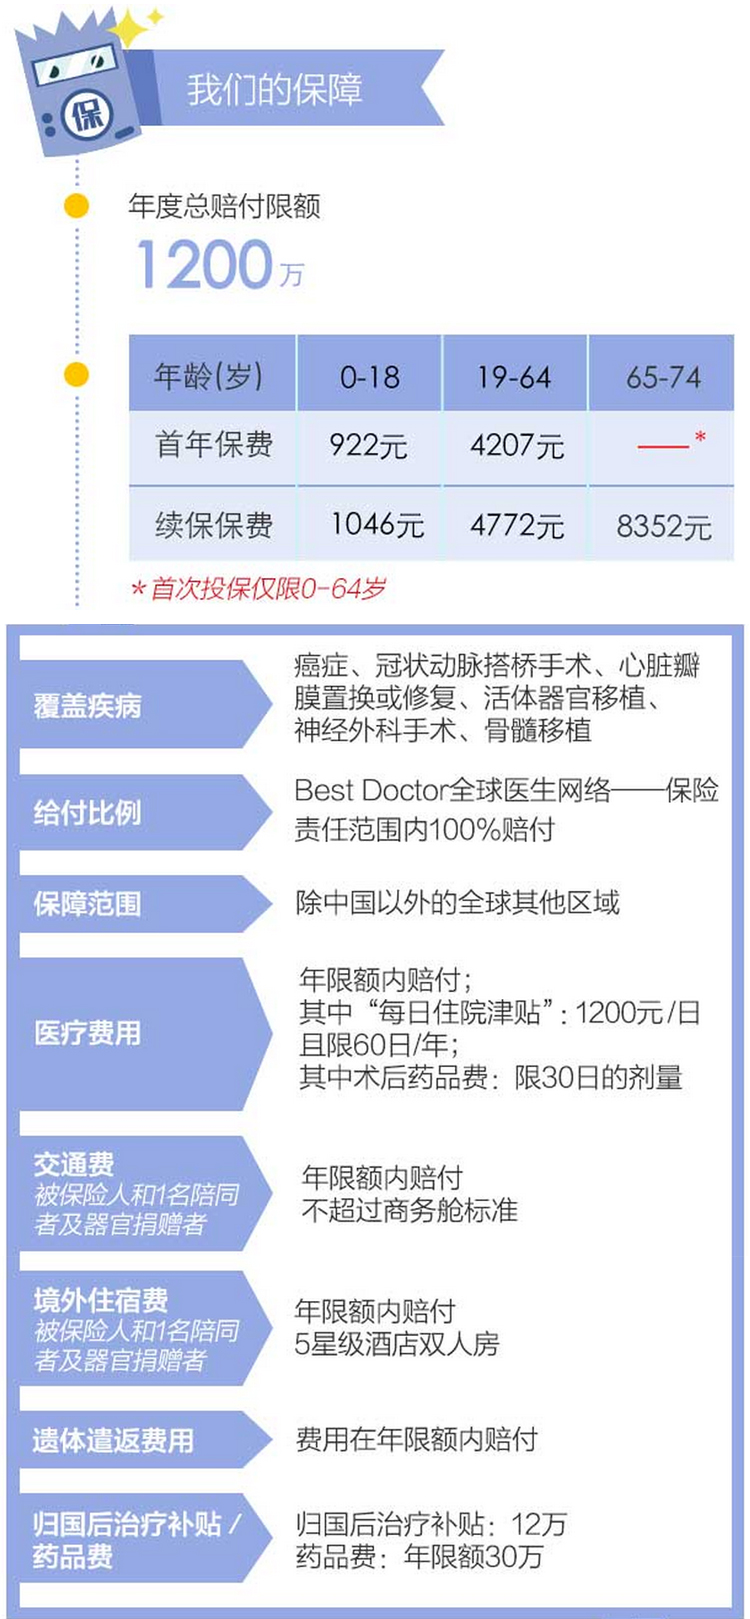 保
我们的保障
年度总赔付限额
1200万
年龄(岁) 0-18 19-64 65-74
首年保费 922元 4207元 ——*
续保保费 1046元 4772元 8352元
*首次投保仅限0-64岁
覆盖疾病
癌症、冠状动脉搭桥手术、心脏瓣
膜置换或修复、活体器官移植、
神经外科手术、骨髓移植
给付比例
Best Doctor全球医生网络——保险
责任范围内100%赔付
保障范围
除中国以外的全球其他区域
医疗费用
年限额内赔付；
其中“每日住院津贴”：1200元/日
且限60日/年；
其中术后药品费：限30日的剂量
交通费
被保险人和1名陪同
者及器官捐赠者
年限额内赔付
不超过商务舱标准
境外住宿费
被保险人和1名陪同
者及器官捐赠者
年限额内赔付
5星级酒店双人房
遗体遣返费用
费用在年限额内赔付
归国后治疗补贴/
药品费
归国后治疗补贴：12万
药品费：年限额30万